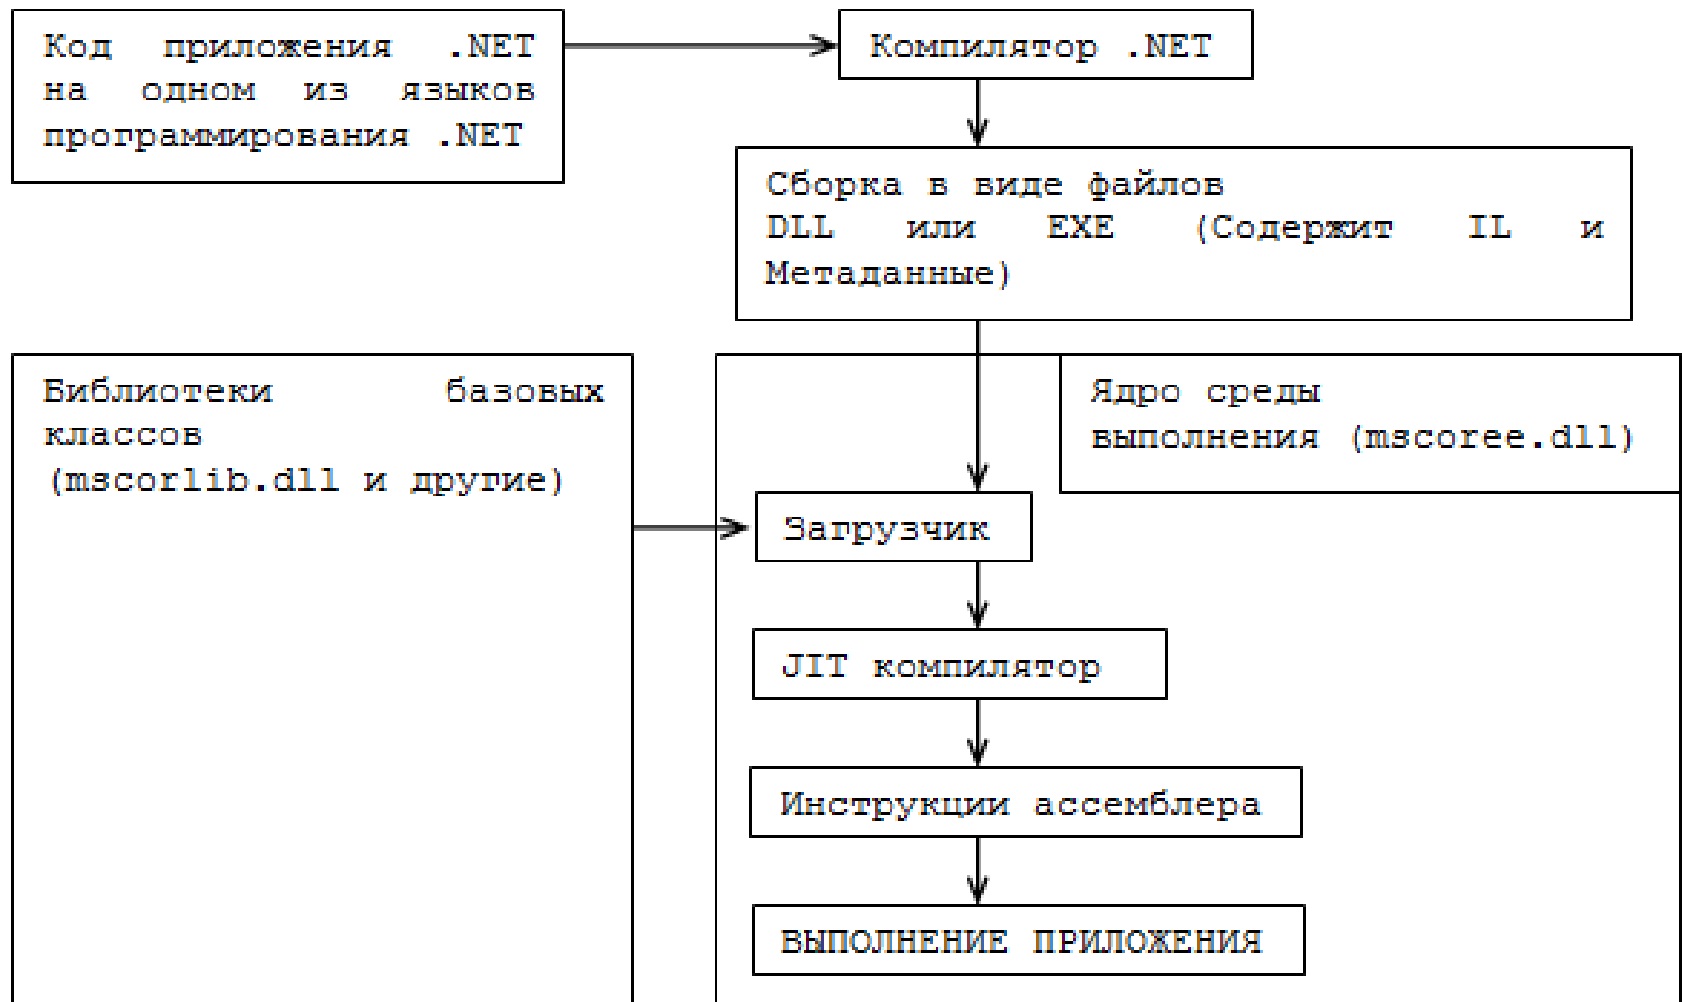 Код приложения .NET
на одном из языков
программирования .NET
Компилятор .NET
Сборка в виде файлов
DLL или EXE (Содержит IL и
Метаданные)
Библиотеки базовых
классов
(mscorlib.dll и другие)
Ядро среды
выполнения (mscoree.dll)
Загрузчик
JIT компилятор
Инструкции ассемблера
ВЫПОЛНЕНИЕ ПРИЛОЖЕНИЯ